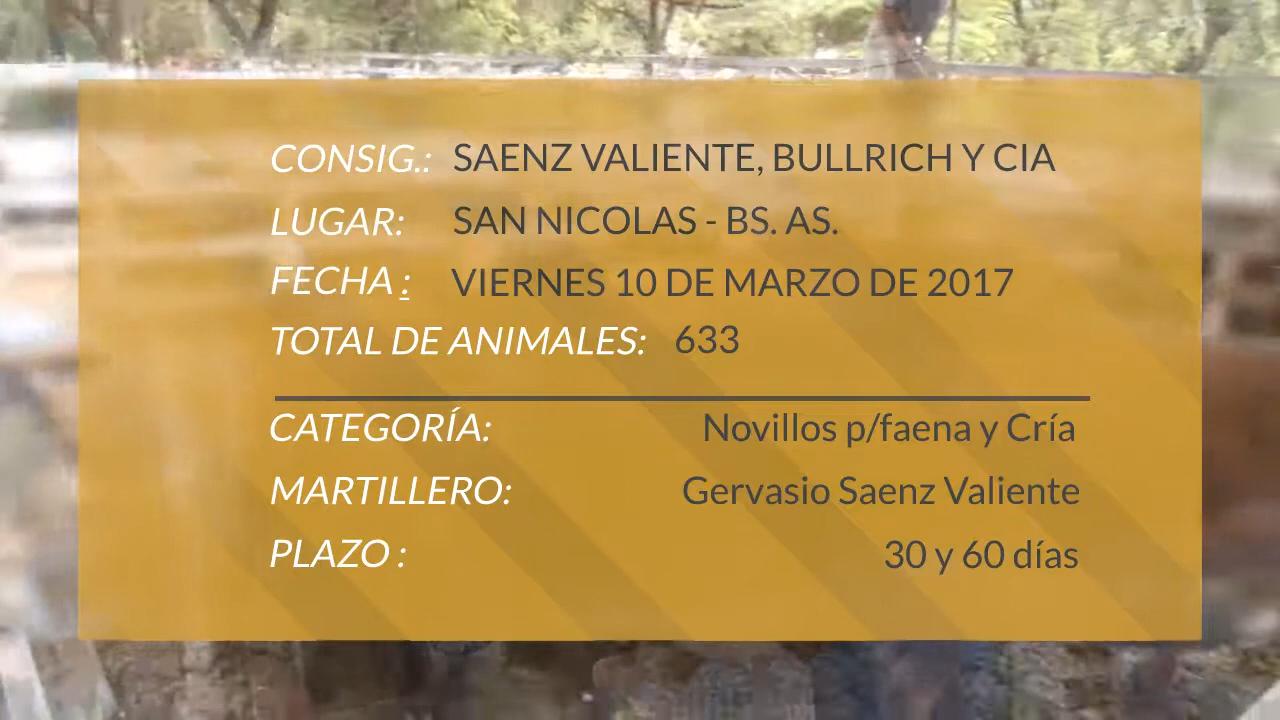 CONSIG.: SAENZ VALIENTE, BULLRICH Y CIA
LUGAR: SAN NICOLAS - BS. AS.
FECHA : VIERNES 10 DE MARZO DE 2017
TOTAL DE ANIMALES: 633
CATEGORÍA: Novillos p/faena y Cría
MARTILLERO: Gervasio Saenz Valiente
PLAZO : 30 y 60 días